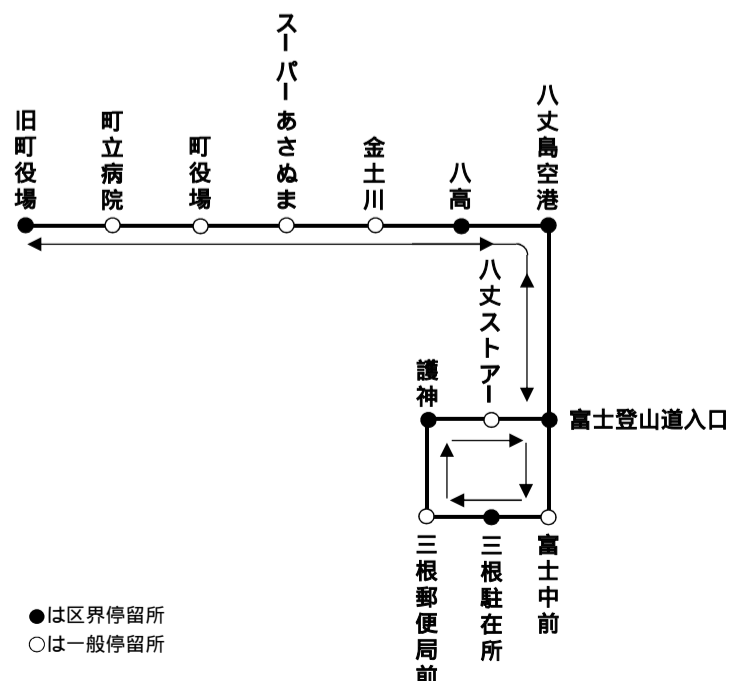 旧町役場
町立病院
町役場
スーパーあさぬま
金土川
八高
八丈島空港
八丈ストアー
護神
富士登山道入口
三根郵便局前
三根駐在所
富士中前
●は区界停留所
○は一般停留所